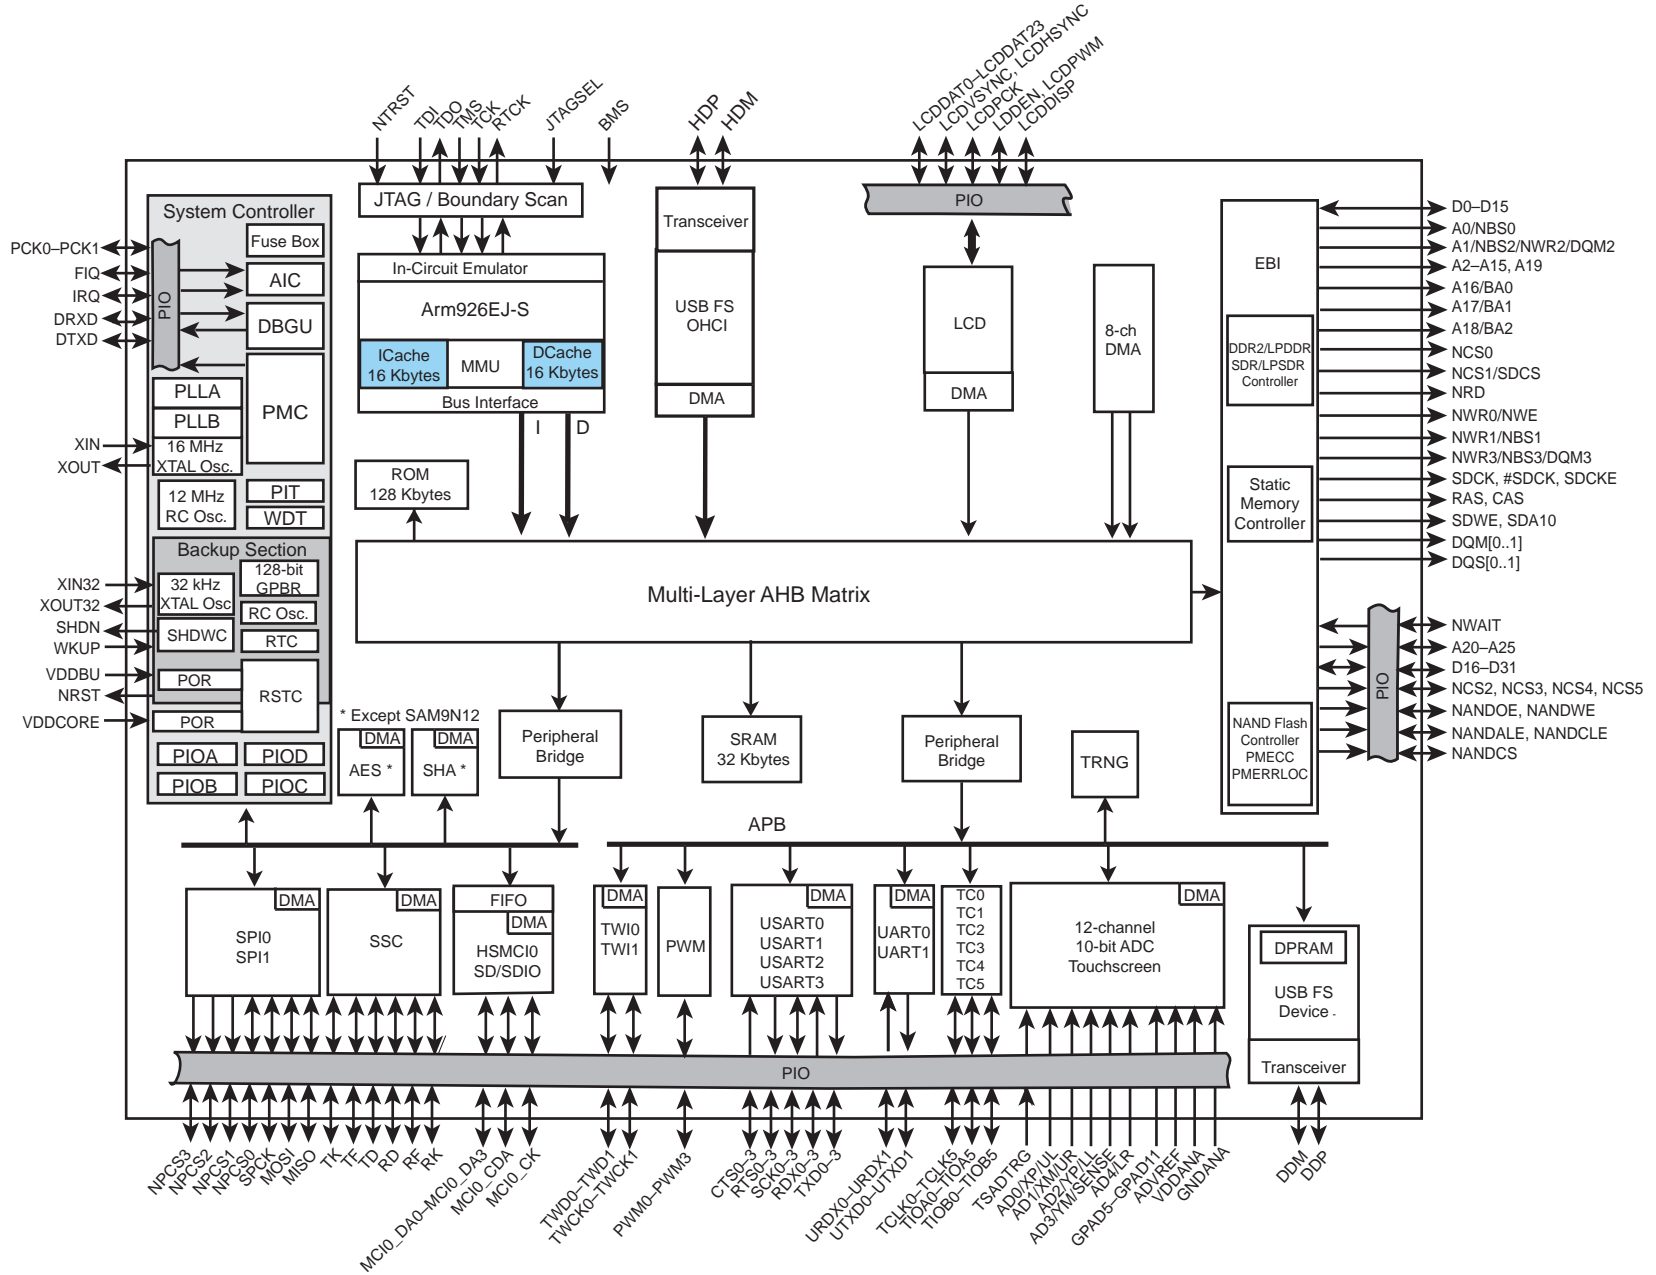 NTRST
TDI
TDO
TMS
TCK
RTCK
JTAGSEL
BMS
HDP
HDM
LCDDAT0–LCDDAT23
LCDVSYNC, LCDHSYNC
LCDPCK
LDDEN, LCDPWM
LCDDISP
System Controller
Fuse Box
AIC
DBGU
PIO
PMC
PLLA
PLLB
16 MHz
XTAL Osc.
12 MHz
RC Osc.
PIT
WDT
Backup Section
32 kHz
XTAL Osc
128-bit
GPBR
RC Osc.
SHDWC
RTC
POR
RSTC
POR
PIOA
PIOD
PIOB
PIOC
PCK0–PCK1
FIQ
IRQ
DRXD
DTXD
XIN
XOUT
XIN32
XOUT32
SHDN
WKUP
VDDBU
NRST
VDDCORE
JTAG / Boundary Scan
In-Circuit Emulator
Arm926EJ-S
ICache
16 Kbytes
MMU
DCache
16 Kbytes
Bus Interface
I
D
ROM
128 Kbytes
Transceiver
USB FS
OHCI
DMA
PIO
LCD
DMA
8-ch
DMA
Multi-Layer AHB Matrix
EBI
DDR2/LPDDR
SDR/LPSDR
Controller
Static
Memory
Controller
NAND Flash
Controller
PMECC
PMERRLOC
PIO
D0–D15
A0/NBS0
A1/NBS2/NWR2/DQM2
A2–A15, A19
A16/BA0
A17/BA1
A18/BA2
NCS0
NCS1/SDCS
NRD
NWR0/NWE
NWR1/NBS1
NWR3/NBS3/DQM3
SDCK, #SDCK, SDCKE
RAS, CAS
SDWE, SDA10
DQM[0..1]
DQS[0..1]
NWAIT
A20–A25
D16–D31
NCS2, NCS3, NCS4, NCS5
NANDOE, NANDWE
NANDALE, NANDCLE
NANDCS
* Except SAM9N12
DMA
AES *
DMA
SHA *
Peripheral
Bridge
SRAM
32 Kbytes
Peripheral
Bridge
TRNG
APB
DMA
SPI0
SPI1
DMA
SSC
FIFO
DMA
HSMCI0
SD/SDIO
DMA
TWI0
TWI1
PWM
DMA
USART0
USART1
USART2
USART3
DMA
UART0
UART1
TC0
TC1
TC2
TC3
TC4
TC5
DMA
12-channel
10-bit ADC
Touchscreen
DPRAM
USB FS
Device
Transceiver
PIO
NPCS3
NPCS2
NPCS1
NPCS0
SPCK
MOSI
MISO
TK
TF
TD
RD
RF
RK
MCI0_DA0–MCI0_DA3
MCI0_CDA
MCI0_CK
TWD0–TWD1
TWCK0–TWCK1
PWM0–PWM3
CTS0–3
RTS0–3
SCK0–3
RDX0–3
TXD0–3
URDX0–URDX1
UTXD0–UTXD1
TCLK0–TCLK5
TIOA0–TIOA5
TIOB0–TIOB5
TSADTRG
AD0/XP/UL
AD1/XM/UR
AD2/YP/LL
AD3/YM/SENSE
AD4/LR
GPAD5–GPAD11
ADVREF
VDDANA
GNDANA
DDM
DDP